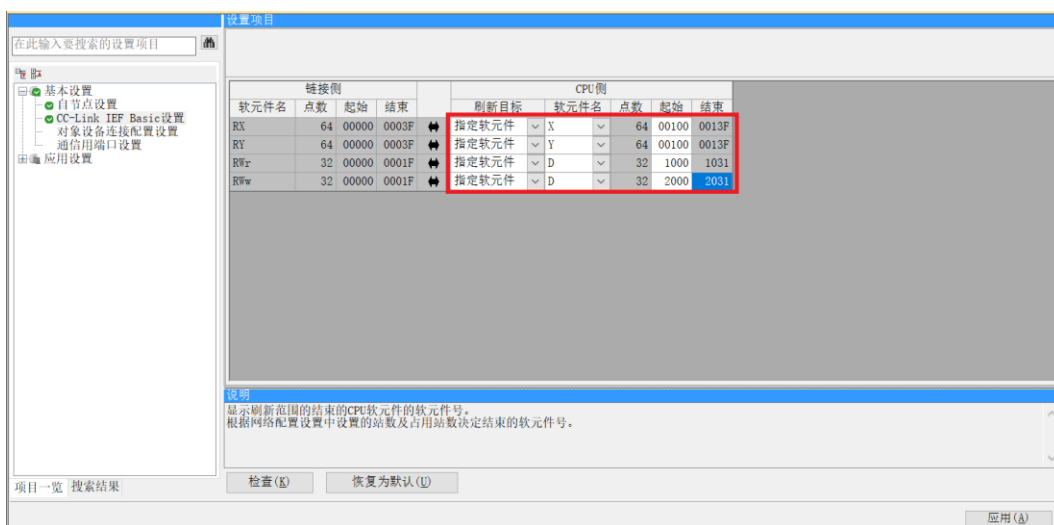 设置项目
在此输入要搜索的设置项目
基本设置
自节点设置
CC-Link IEF Basic设置
对象设备连接配置设置
通信用端口设置
应用设置
链接侧 CPU侧
软元件名 点数 起始 结束 刷新目标 软元件名 点数 起始 结束
RX 64 00000 0003F 指定软元件 X 64 00100 0013F
RY 64 00000 0003F 指定软元件 Y 64 00100 0013F
RWr 32 00000 0001F 指定软元件 D 32 1000 1031
RWw 32 00000 0001F 指定软元件 D 32 2000 2031
说明
显示刷新范围的结束的CPU软元件的软元件号。
根据网络配置设置中设置的站数及占用站数决定结束的软元件号。
项目一览 搜索结果
检查(K) 恢复为默认(U)
应用(A)